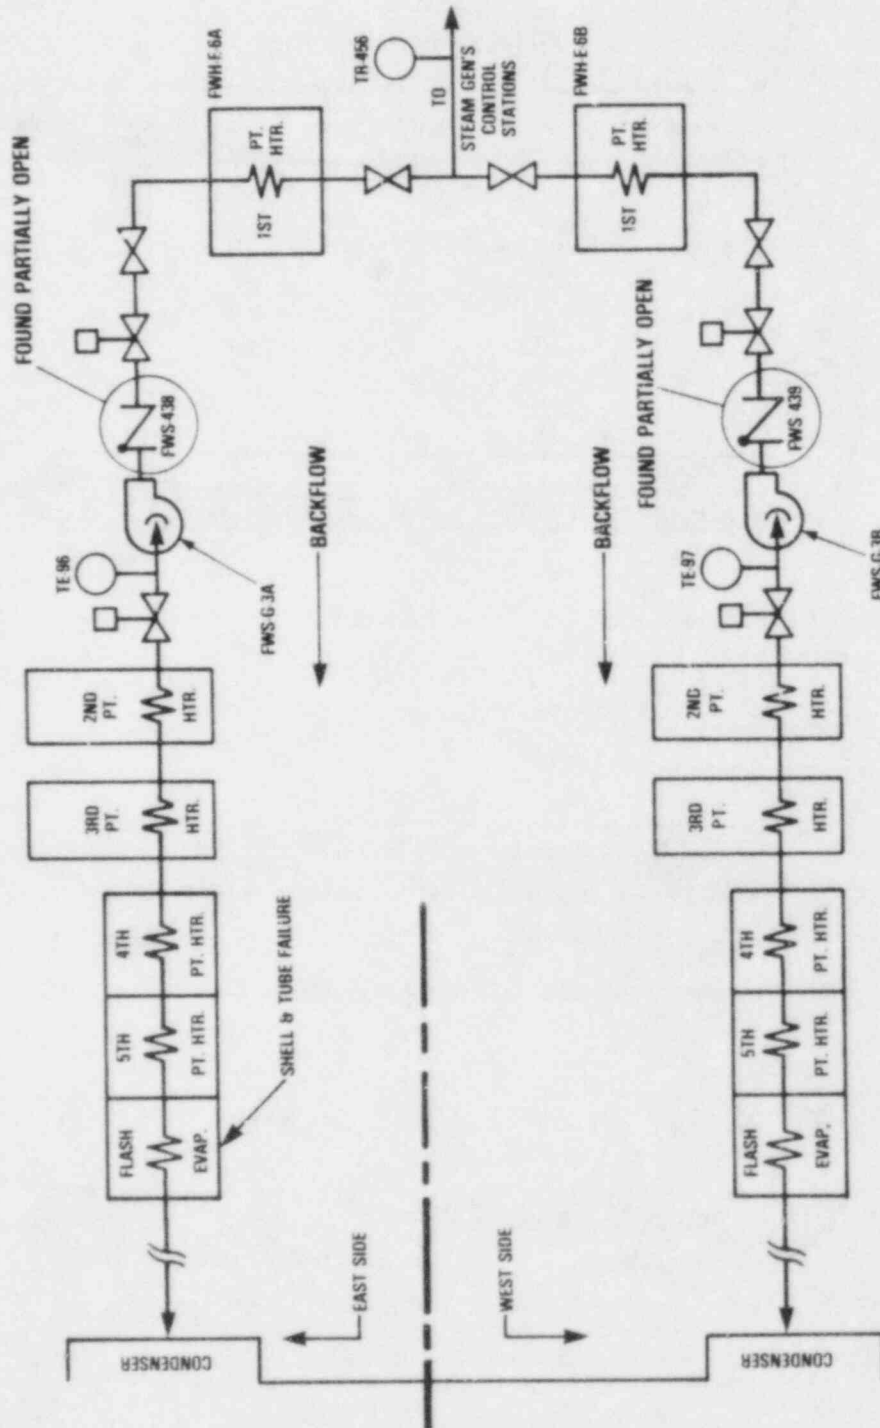 FOUND PARTIALLY OPEN
FWH-E-6A
1ST
PT.
HTR.
TR-456
TO
STEAM GEN'S
CONTROL
STATIONS
FWH-E-6B
1ST
PT.
HTR.
FWS-438
TE-96
FWS-G-3A
BACKFLOW
2ND
PT.
HTR.
3RD
PT.
HTR.
4TH
PT. HTR.
5TH
PT. HTR.
FLASH
EVAP.
SHELL & TUBE FAILURE
EAST SIDE
CONDENSER
WEST SIDE
BACKFLOW
FOUND PARTIALLY OPEN
FWS 439
TE-97
FWS-G-3B
2ND
PT.
HTR.
3RD
PT.
HTR.
4TH
PT. HTR.
5TH
PT. HTR.
FLASH
EVAP.
CONDENSER